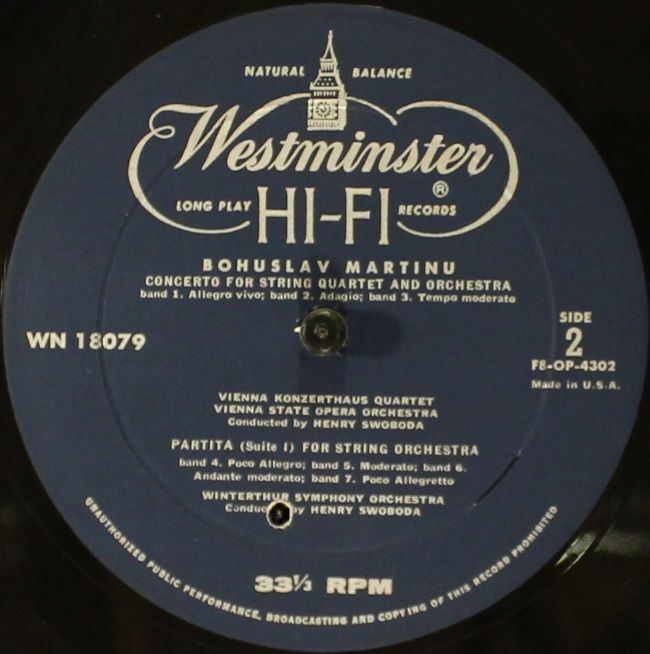 NATURAL BALANCE
Westminster ®
LONG PLAY HI-FI RECORDS
BOHUSLAV MARTINU
CONCERTO FOR STRING QUARTET AND ORCHESTRA
band 1. Allegro vivo; band 2. Adagio; band 3. Tempo moderato
WN 18079
SIDE
2
F8-OP-4302
Made in U.S.A.
VIENNA KONZERTHAUS QUARTET
VIENNA STATE OPERA ORCHESTRA
Conducted by HENRY SWOBODA
PARTITA (Suite I) FOR STRING ORCHESTRA
band 4. Poco Allegro; band 5. Moderato; band 6.
Andante moderato; band 7. Poco Allegretto
WINTERTHUR SYMPHONY ORCHESTRA
by HENRY SWOBODA
33⅓ RPM
UNAUTHORIZED PUBLIC PERFORMANCE, BROADCASTING AND COPYING OF THIS RECORD PROHIBITED